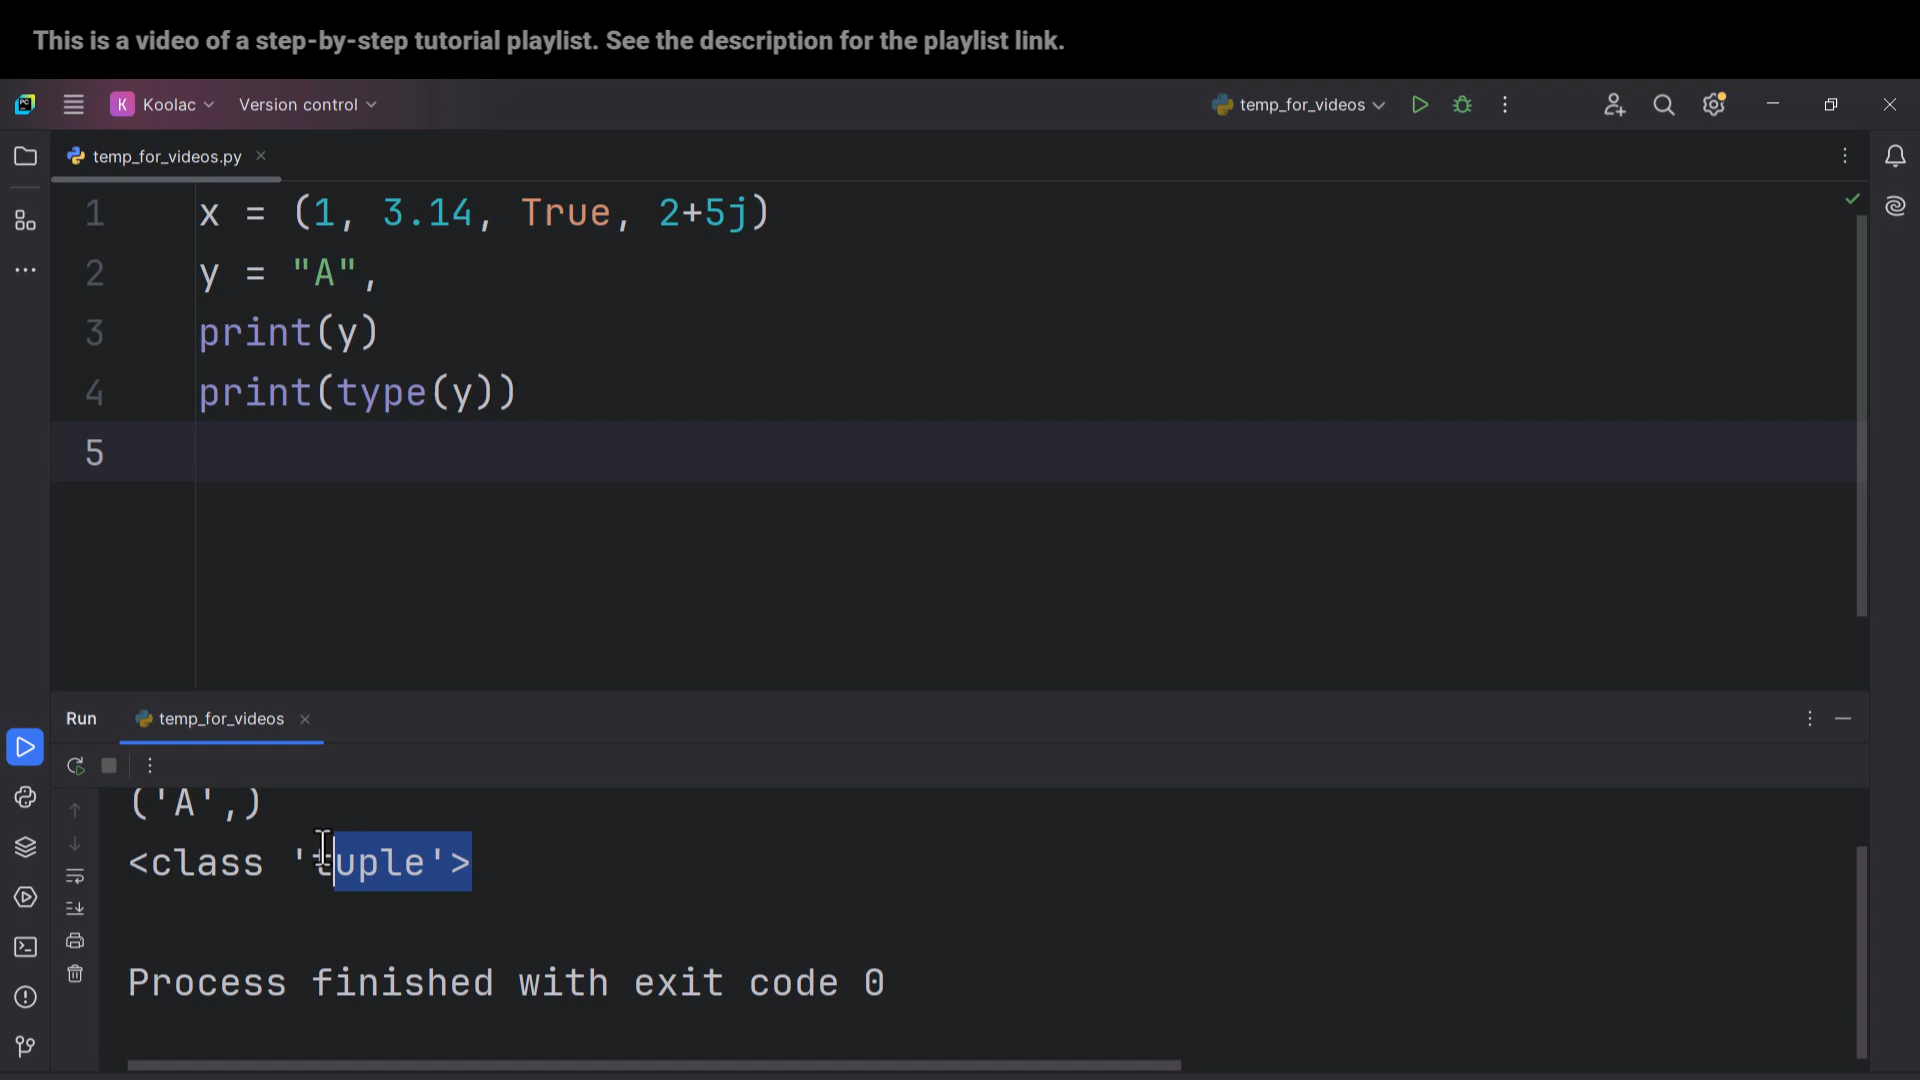 This is a video of a step-by-step tutorial playlist. See the description for the playlist link.
K Koolac Version control temp_for_videos
temp_for_videos.py
1 x = (1, 3.14, True, 2+5j)
2 y = "A",
3 print(y)
4 print(type(y))
5
Run temp_for_videos
('A',)
<class 'tuple'>
Process finished with exit code 0